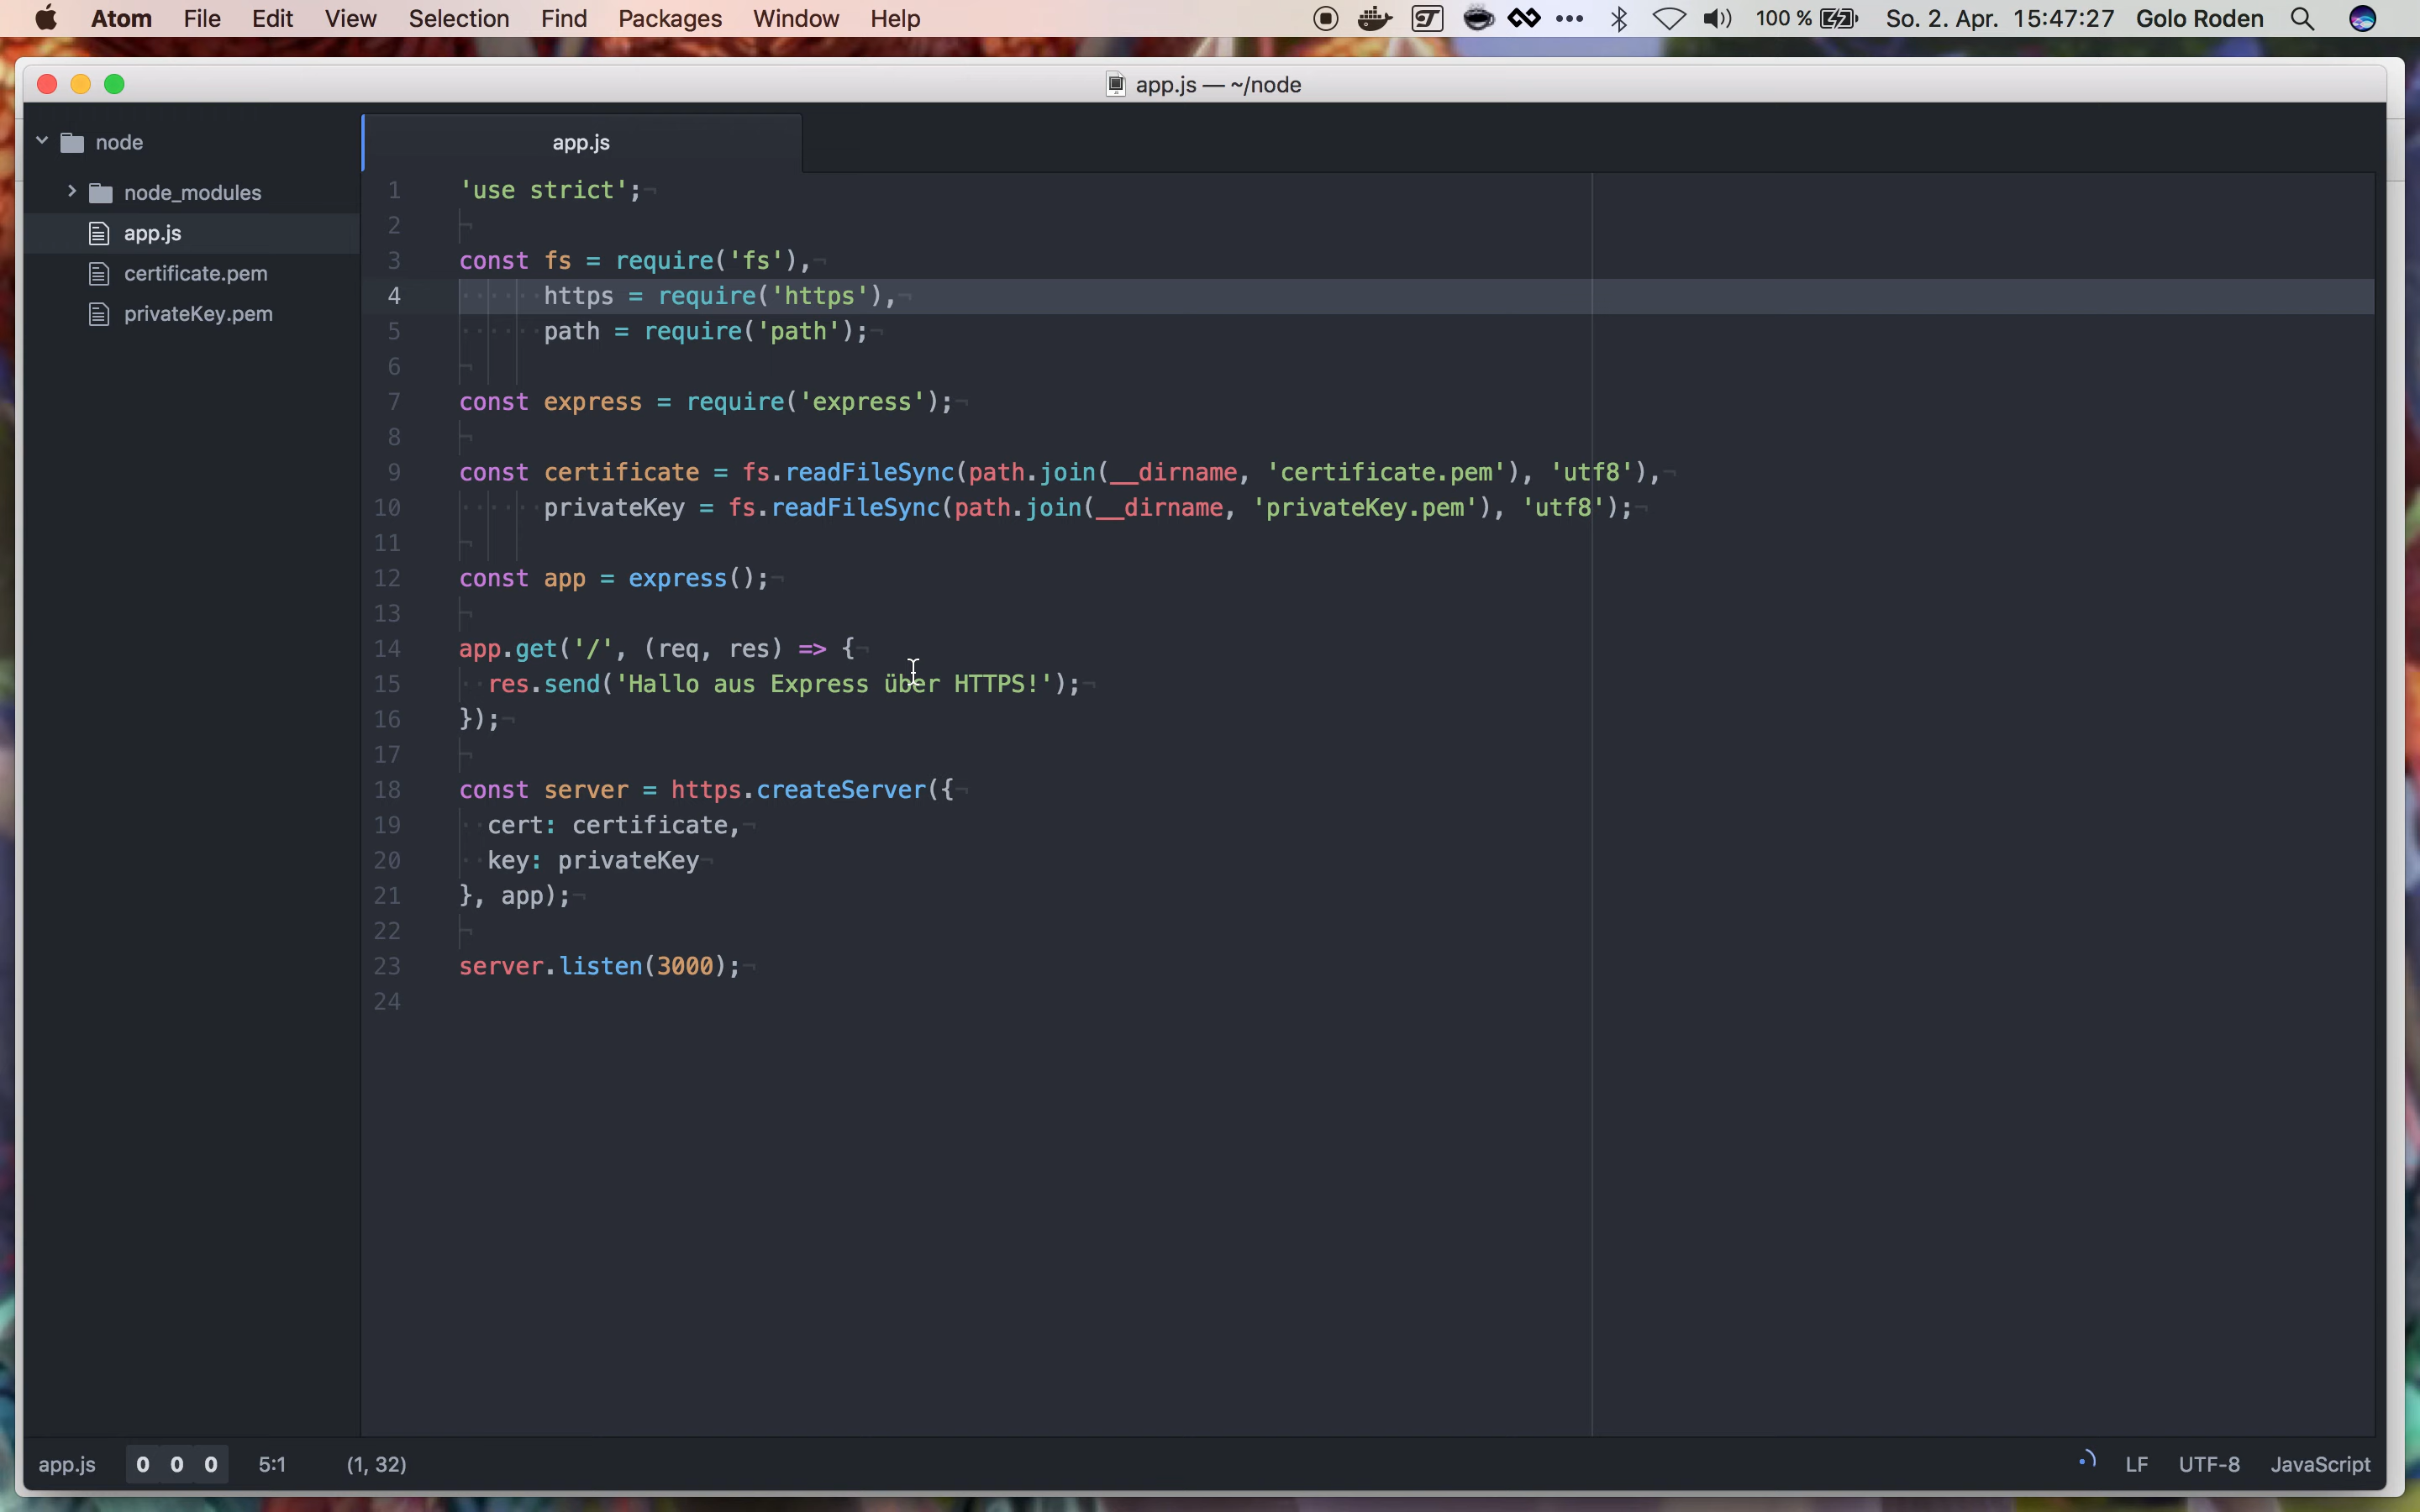 Atom File Edit View Selection Find Packages Window Help 100 % So. 2. Apr. 15:47:27 Golo Roden
app.js — ~/node
node
node_modules
app.js
certificate.pem
privateKey.pem
app.js
1 'use strict';
2
3 const fs = require('fs'),
4 https = require('https'),
5 path = require('path');
6
7 const express = require('express');
8
9 const certificate = fs.readFileSync(path.join(__dirname, 'certificate.pem'), 'utf8'),
10 privateKey = fs.readFileSync(path.join(__dirname, 'privateKey.pem'), 'utf8');
11
12 const app = express();
13
14 app.get('/', (req, res) => {
15 res.send('Hallo aus Express über HTTPS!');
16 });
17
18 const server = https.createServer({
19 cert: certificate,
20 key: privateKey
21 }, app);
22
23 server.listen(3000);
24
app.js 0 0 0 5:1 (1, 32) LF UTF-8 JavaScript